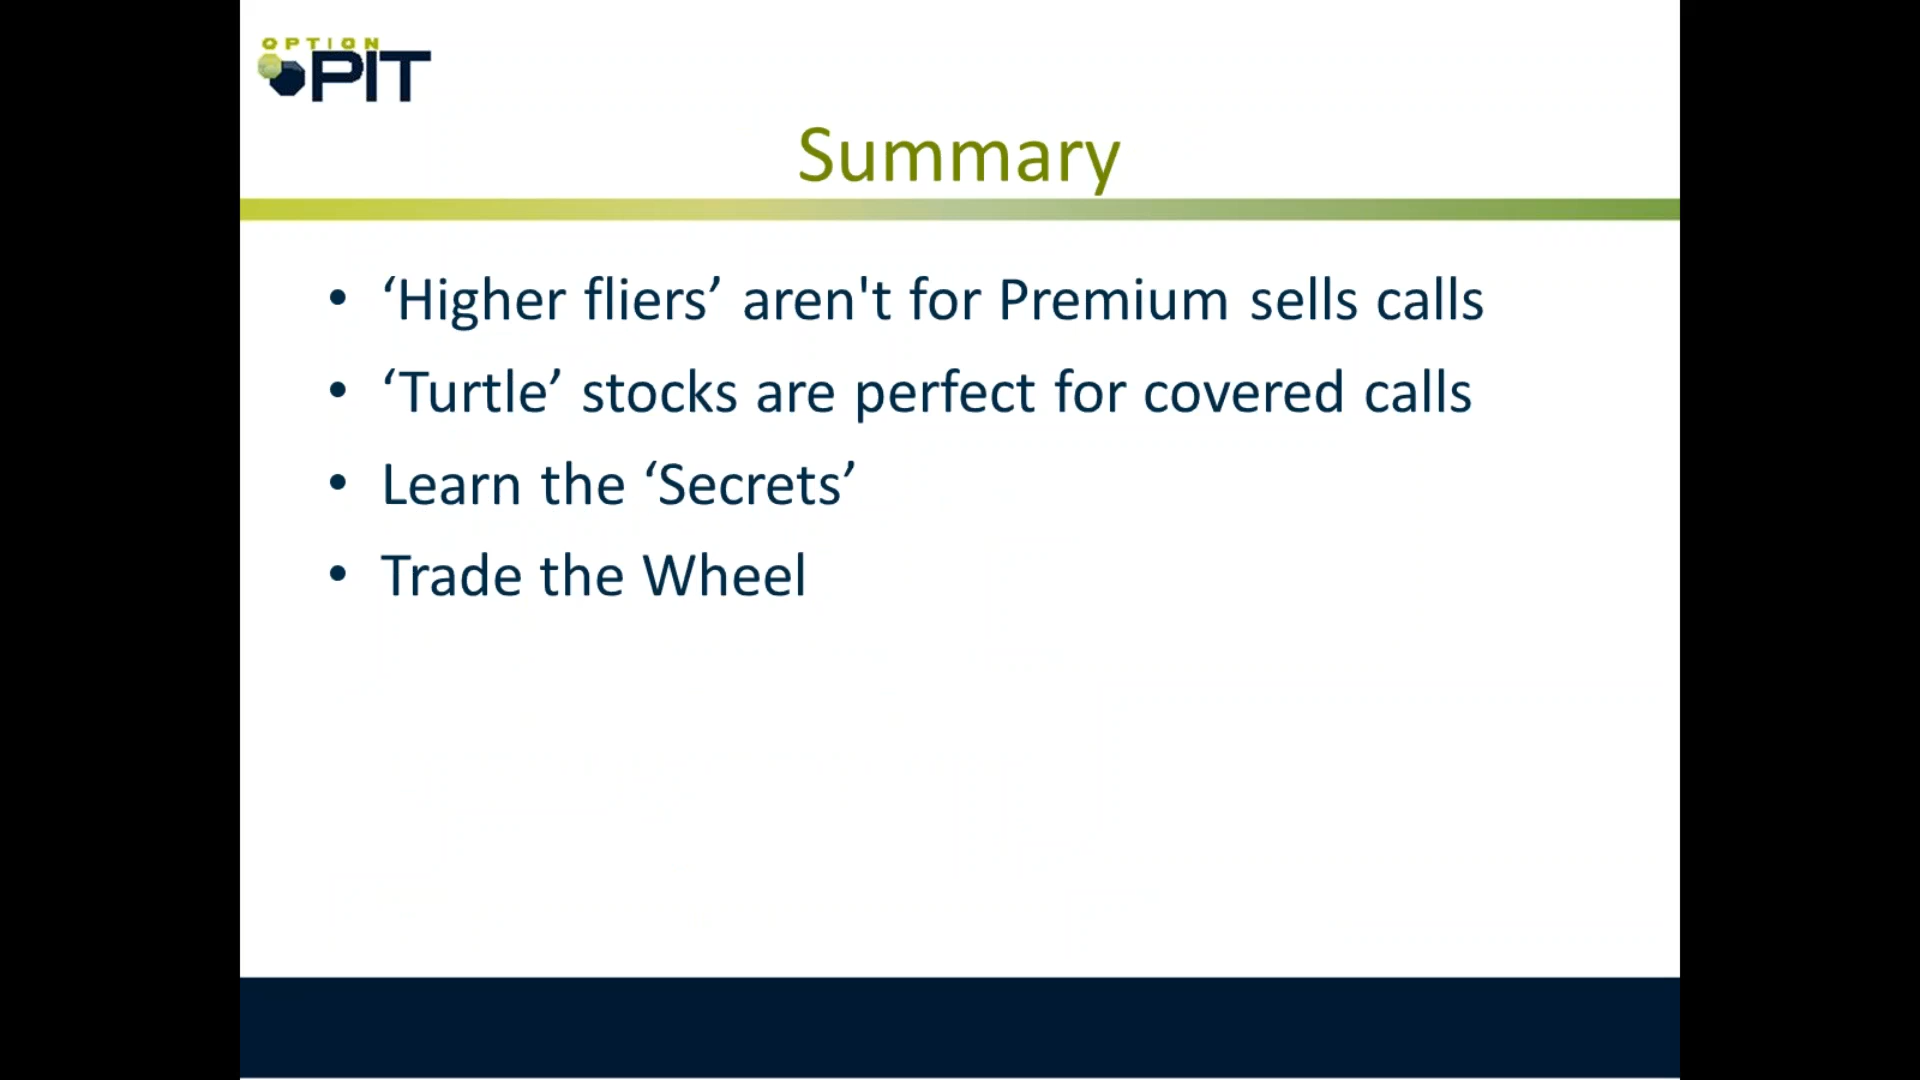 OPTION
PIT
Summary
• ‘Higher fliers’ aren't for Premium sells calls
• ‘Turtle’ stocks are perfect for covered calls
• Learn the ‘Secrets’
• Trade the Wheel